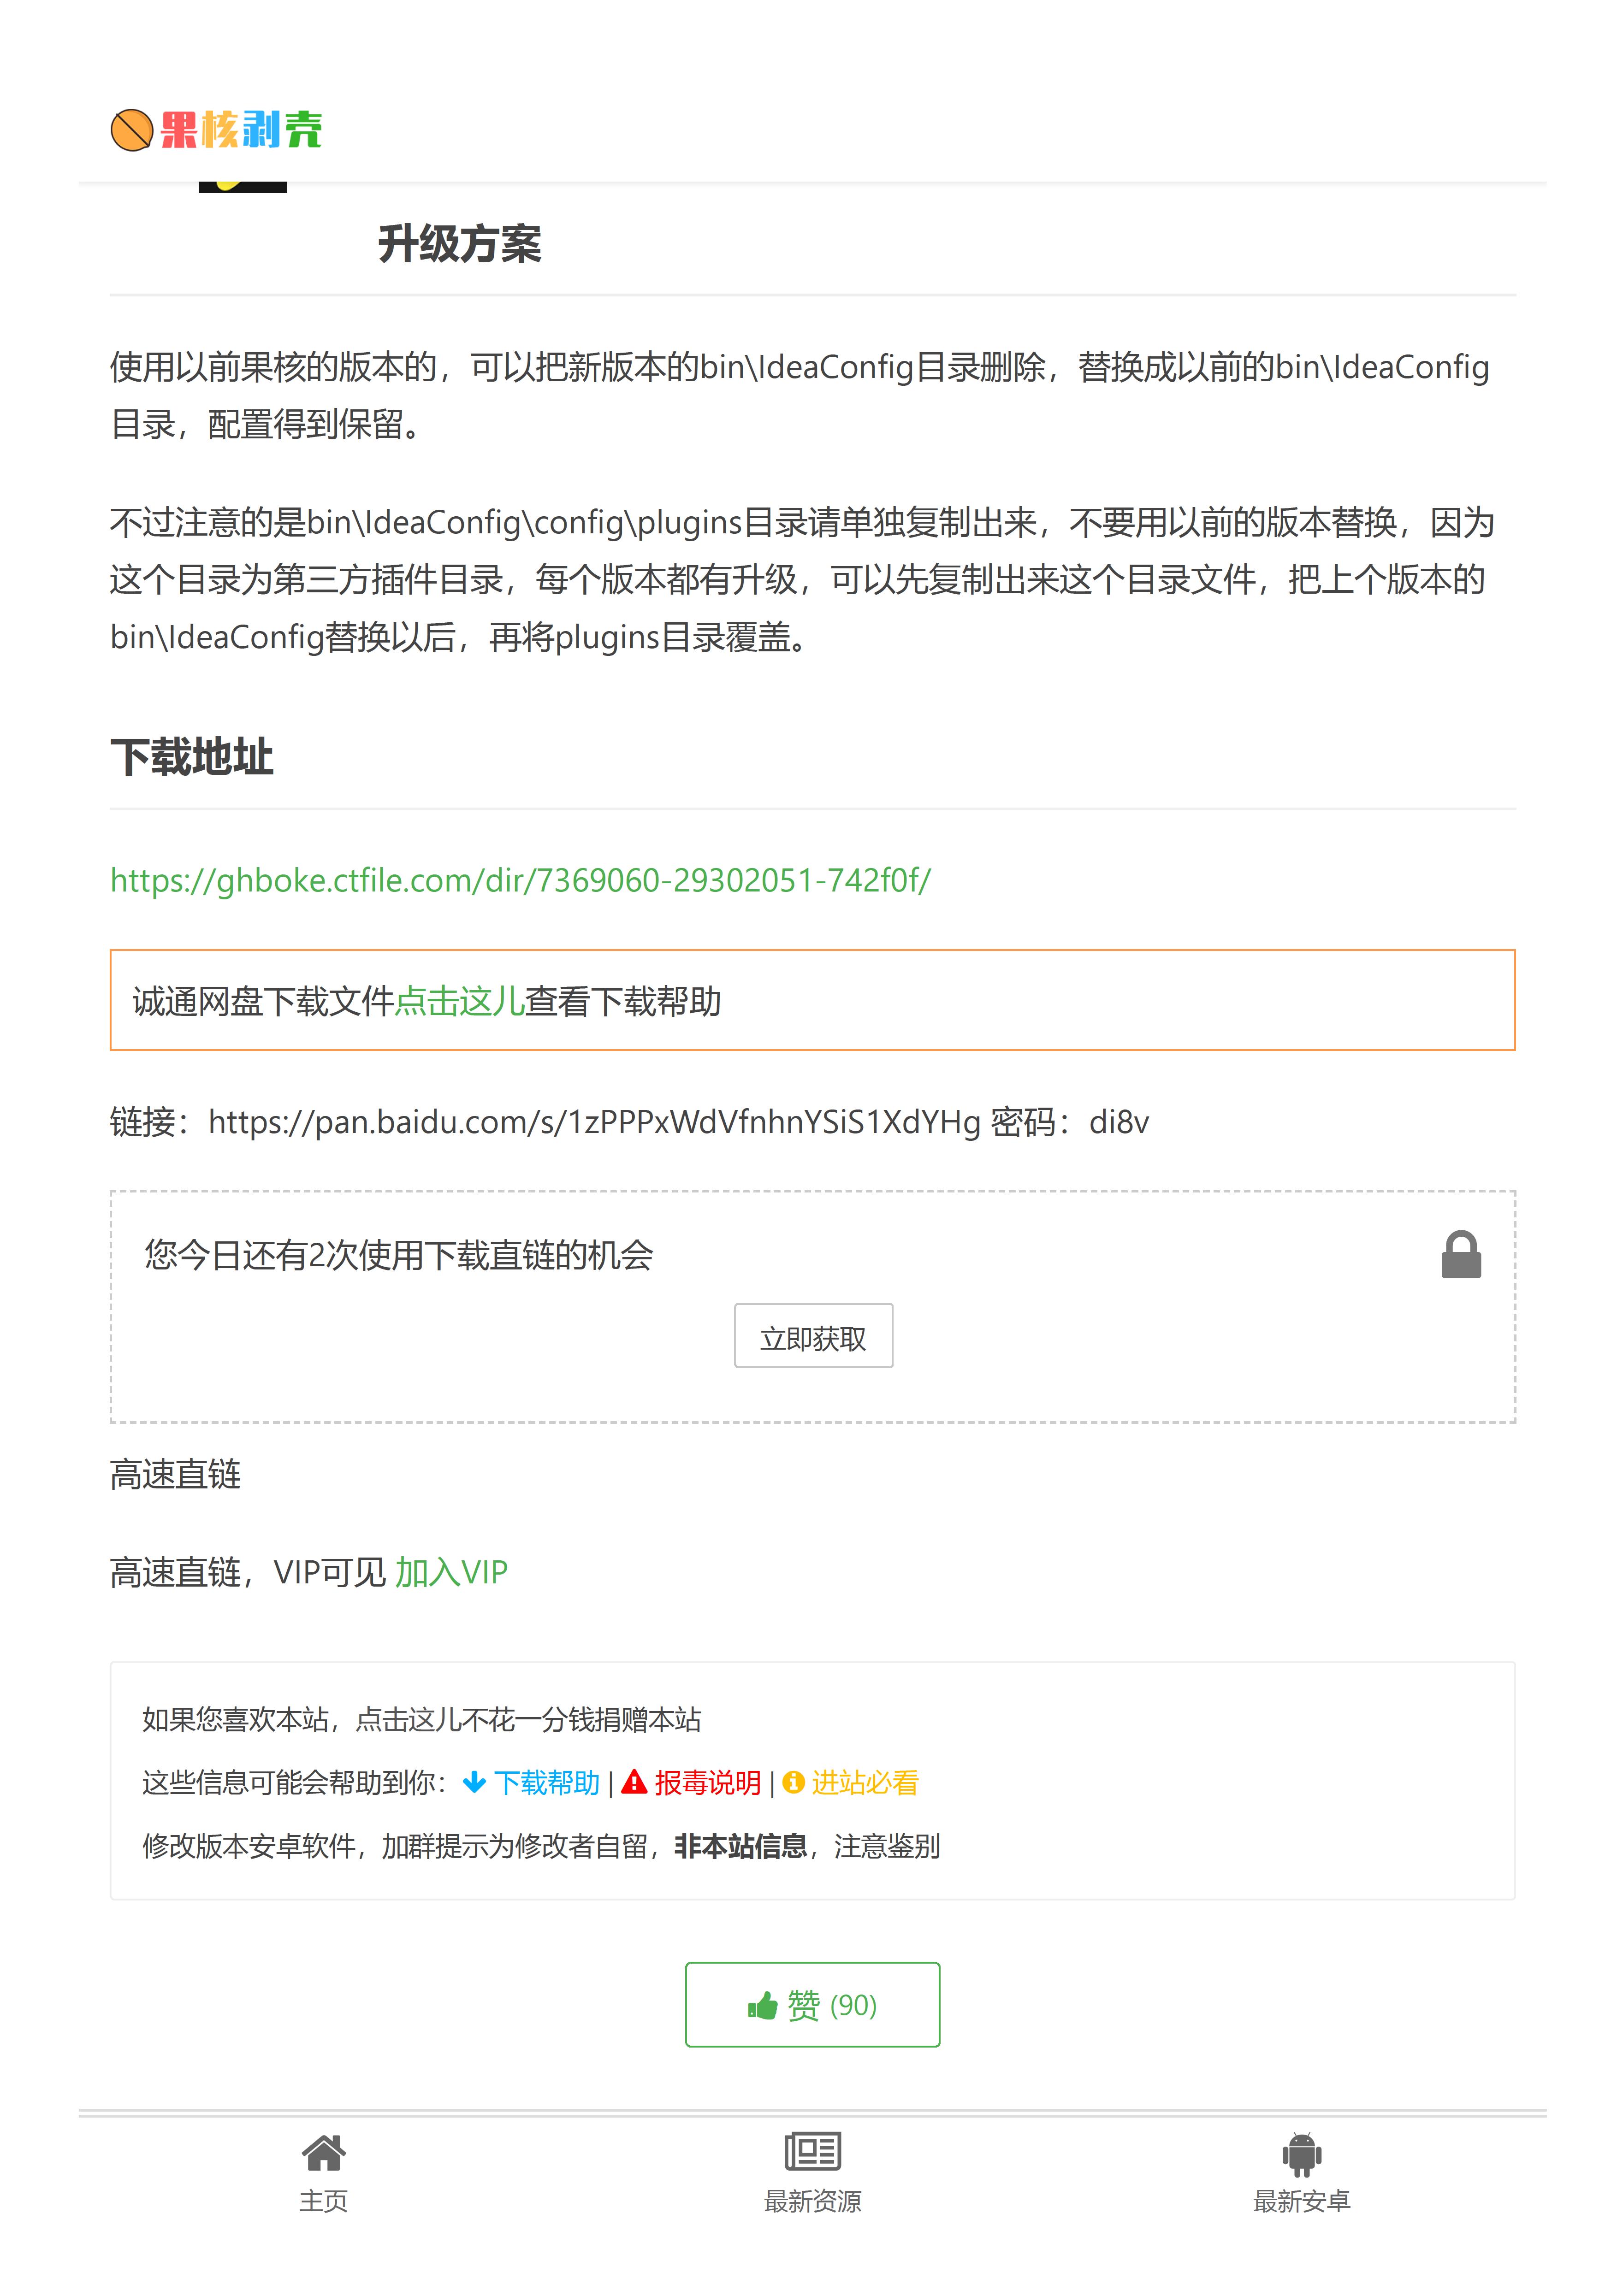 果核剥壳
升级方案
使用以前果核的版本的，可以把新版本的bin\IdeaConfig目录删除，替换成以前的bin\IdeaConfig
目录，配置得到保留。
不过注意的是bin\IdeaConfig\config\plugins目录请单独复制出来，不要用以前的版本替换，因为
这个目录为第三方插件目录，每个版本都有升级，可以先复制出来这个目录文件，把上个版本的
bin\IdeaConfig替换以后，再将plugins目录覆盖。
下载地址
https://ghboke.ctfile.com/dir/7369060-29302051-742f0f/
诚通网盘下载文件点击这儿查看下载帮助
链接：https://pan.baidu.com/s/1zPPPxWdVfnhnYSiS1XdYHg 密码：di8v
您今日还有2次使用下载直链的机会
立即获取
高速直链
高速直链，VIP可见 加入VIP
如果您喜欢本站，点击这儿不花一分钱捐赠本站
这些信息可能会帮助到你： 下载帮助 | 报毒说明 | 进站必看
修改版本安卓软件，加群提示为修改者自留，非本站信息，注意鉴别
赞 (90)
主页 最新资源 最新安卓